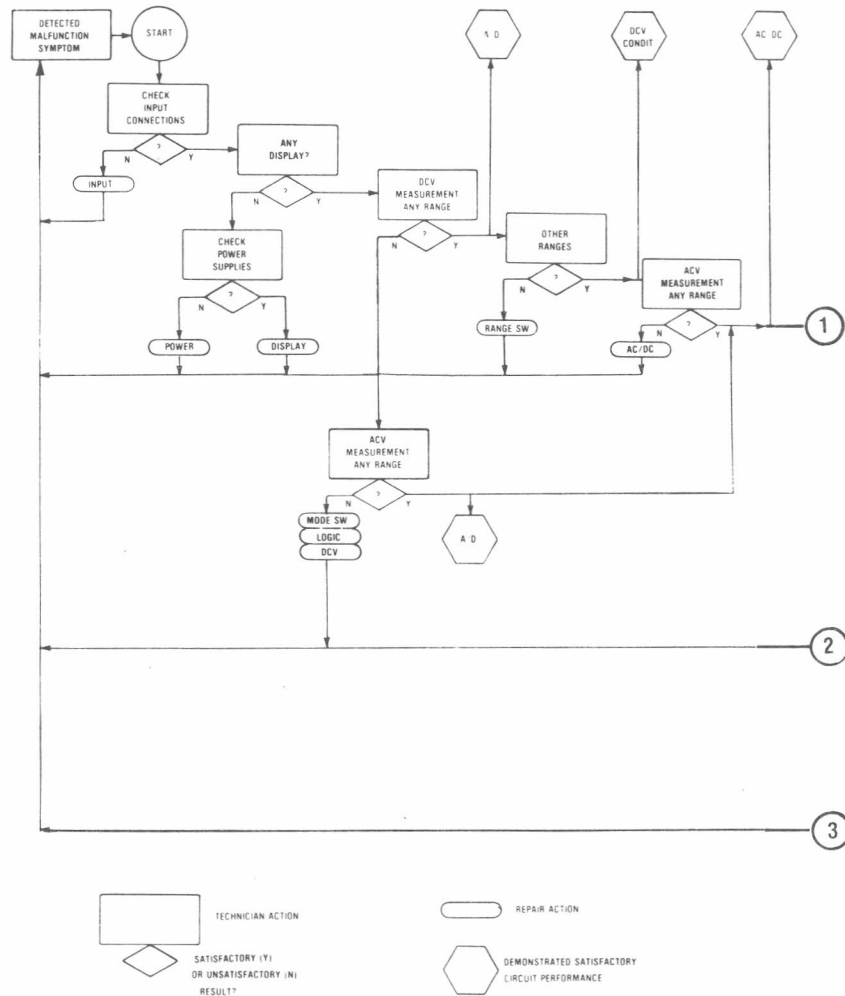 DETECTED
MALFUNCTION
SYMPTOM
START
A D
DCV
CONDIT
AC DC
CHECK
INPUT
CONNECTIONS
?
N
Y
INPUT
ANY
DISPLAY?
?
N
Y
DCV
MEASUREMENT
ANY RANGE
?
N
Y
OTHER
RANGES
?
N
Y
ACV
MEASUREMENT
ANY RANGE
?
N
Y
1
CHECK
POWER
SUPPLIES
?
N
Y
POWER
DISPLAY
RANGE SW
AC/DC
ACV
MEASUREMENT
ANY RANGE
?
N
Y
MODE SW
LOGIC
DCV
A D
2
3
TECHNICIAN ACTION
REPAIR ACTION
SATISFACTORY (Y)
OR UNSATISFACTORY (N)
RESULT?
DEMONSTRATED SATISFACTORY
CIRCUIT PERFORMANCE